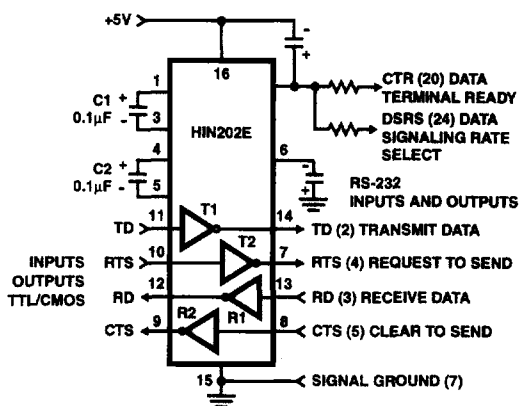 +5V
-
+
16
1
CTR (20) DATA
TERMINAL READY
C1 +
0.1μF -
3
HIN202E
DSRS (24) DATA
SIGNALING RATE
SELECT
4
6
C2 +
0.1μF -
5
-
+
RS-232
INPUTS AND OUTPUTS
TD 11 T1 14 TD (2) TRANSMIT DATA
INPUTS
OUTPUTS
TTL/CMOS
RTS 10 T2 7 RTS (4) REQUEST TO SEND
RD 12 R1 13 RD (3) RECEIVE DATA
CTS 9 R2 8 CTS (5) CLEAR TO SEND
15 SIGNAL GROUND (7)